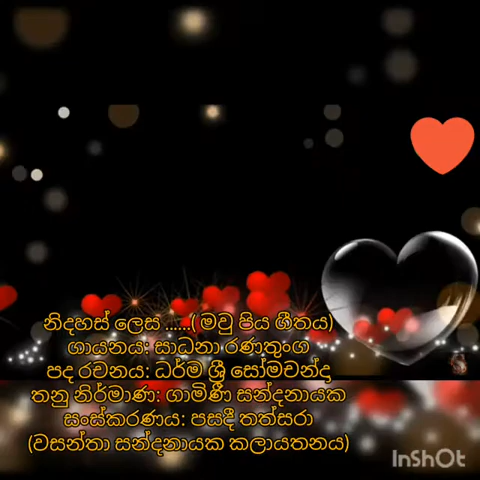 නිදහස් ලෙස ......( මවු පිය ගීතය)
ගායනය: සාධනා රණතුංග
පද රචනය: ධර්ම ශ්‍රී සෝමචන්ද්‍ර
තනු නිර්මාණ: ගාමිණී සන්දනායක
සංස්කරණය: පසදී තත්සරා
(වසන්තා සන්දනායක කලායතනය)
InShOt